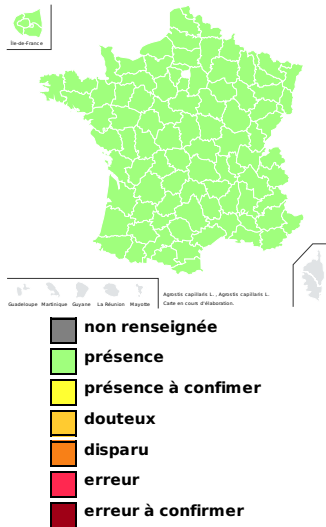 Île-de-France
Guadeloupe Martinique Guyane La Réunion Mayotte
Agrostis capillaris L. , Agrostis capillaris L.
Carte en cours d'élaboration.
non renseignée
présence
présence à confimer
douteux
disparu
erreur
erreur à confirmer